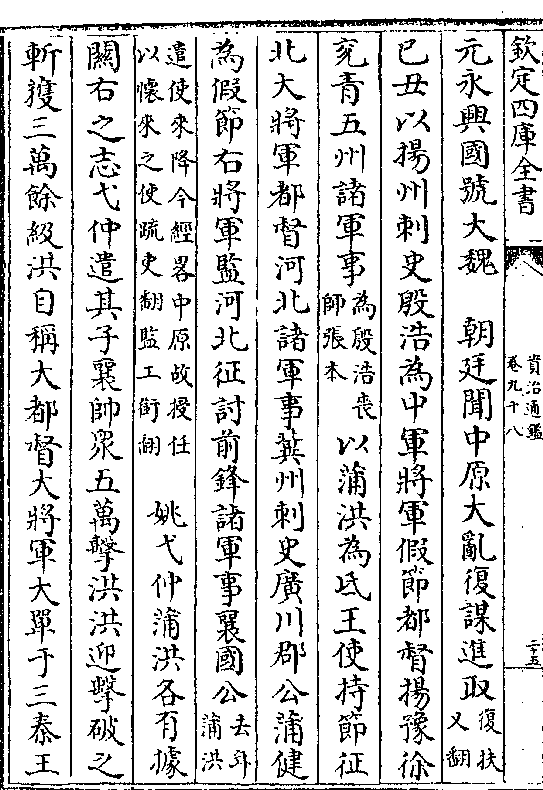 欽定四庫全書
資治通鑑
卷九十八
二十五
元永興國號大魏　朝廷聞中原大亂復謀進取復扶又翻
己丑以揚州刺史殷浩為中軍將軍假節都督揚豫徐
兗青五州諸軍事為殷浩喪師張本　以蒲洪為氐王使持節征
北大將軍都督河北諸軍事冀州刺史廣川郡公蒲健
為假節右將軍監河北征討前鋒諸軍事襄國公去年蒲洪
遣使來降今經畧中原故授任以懷來之使疏吏翻監工銜翻　姚弋仲蒲洪各有據
關右之志弋仲遣其子襄帥衆五萬擊洪洪迎擊破之
斬獲三萬餘級洪自稱大都督大將軍大單于三秦王